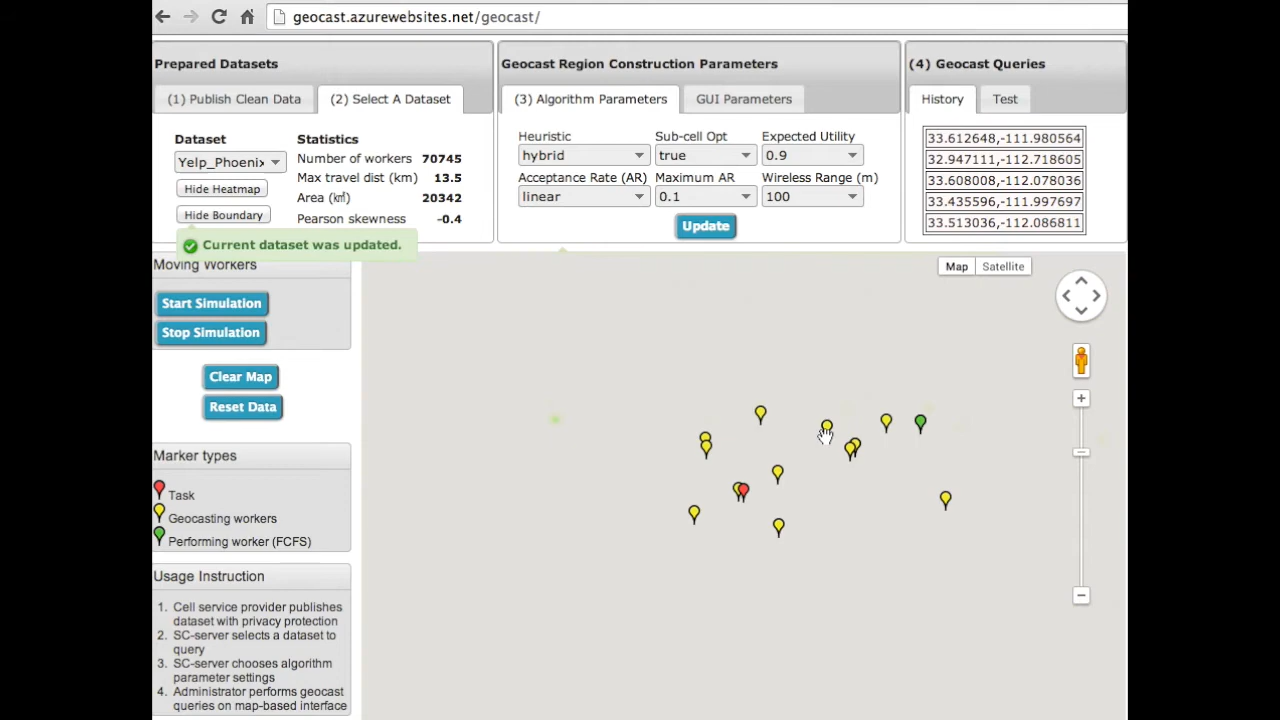 geocast.azurewebsites.net/geocast/
Prepared Datasets
(1) Publish Clean Data
(2) Select A Dataset
Dataset
Yelp_Phoenix
Hide Heatmap
Hide Boundary
Statistics
Number of workers 70745
Max travel dist (km) 13.5
Area (㎢) 20342
Pearson skewness -0.4
Current dataset was updated.
Geocast Region Construction Parameters
(3) Algorithm Parameters
GUI Parameters
Heuristic Sub-cell Opt Expected Utility
hybrid true 0.9
Acceptance Rate (AR) Maximum AR Wireless Range (m)
linear 0.1 100
Update
(4) Geocast Queries
History Test
33.612648,-111.980564
32.947111,-112.718605
33.608008,-112.078036
33.435596,-111.997697
33.513036,-112.086811
Moving Workers
Start Simulation
Stop Simulation
Clear Map
Reset Data
Marker types
Task
Geocasting workers
Performing worker (FCFS)
Usage Instruction
1. Cell service provider publishes
dataset with privacy protection
2. SC-server selects a dataset to
query
3. SC-server chooses algorithm
parameter settings
4. Administrator performs geocast
queries on map-based interface
Map Satellite